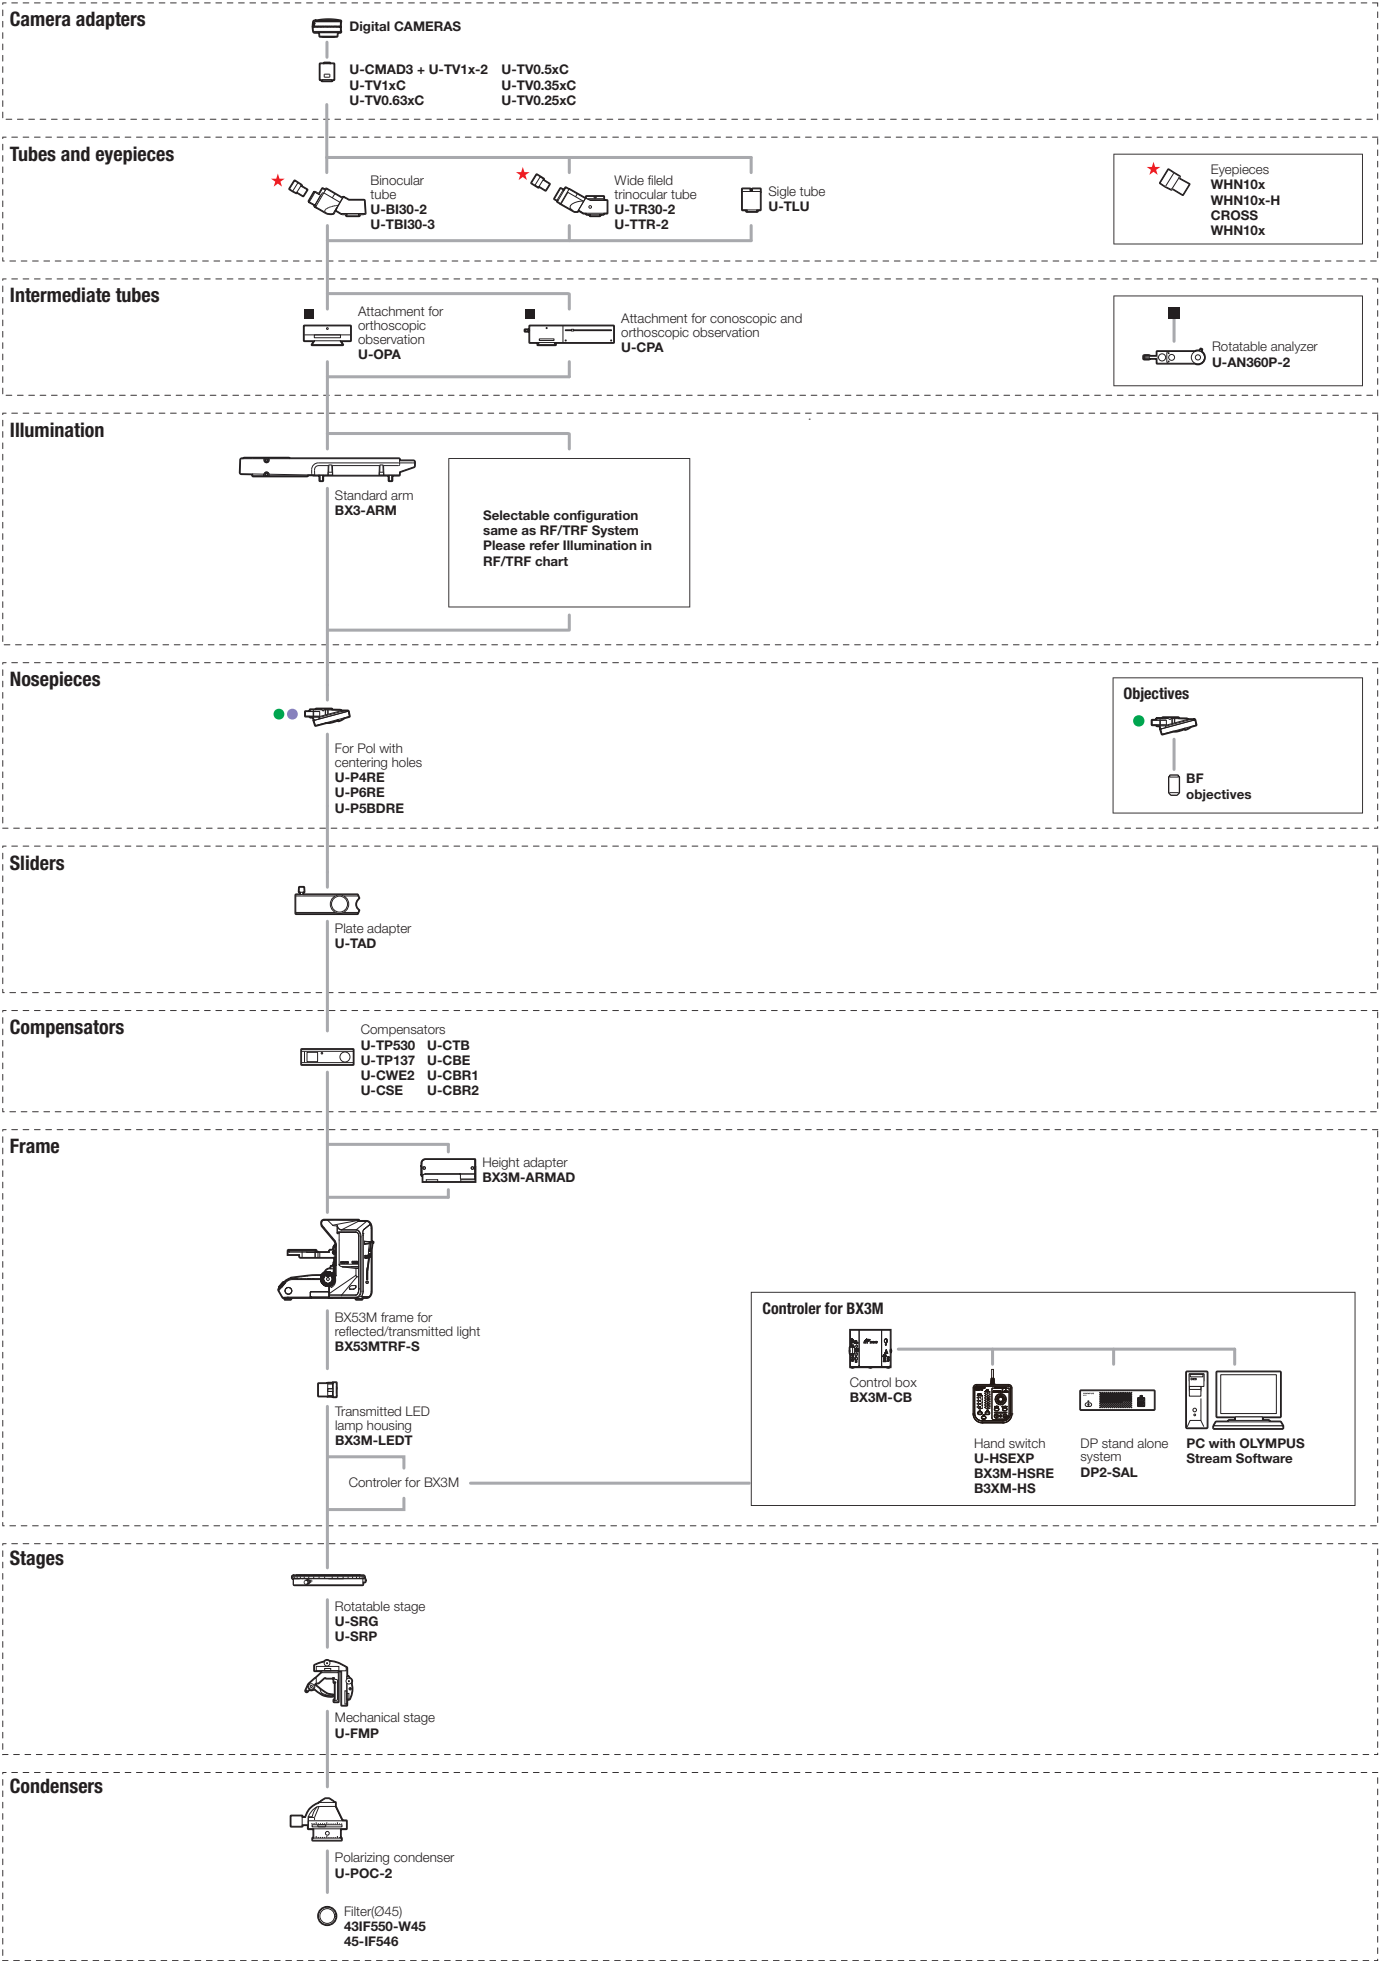 Camera adapters
Digital CAMERAS
U-CMAD3 + U-TV1x-2 U-TV0.5xC
U-TV1xC U-TV0.35xC
U-TV0.63xC U-TV0.25xC
Tubes and eyepieces
Binocular
tube
U-BI30-2
U-TBI30-3
Wide fileld
trinocular tube
U-TR30-2
U-TTR-2
Sigle tube
U-TLU
Eyepieces
WHN10x
WHN10x-H
CROSS
WHN10x
Intermediate tubes
Attachment for
orthoscopic
observation
U-OPA
Attachment for conoscopic and
orthoscopic observation
U-CPA
Rotatable analyzer
U-AN360P-2
Illumination
Standard arm
BX3-ARM
Selectable configuration
same as RF/TRF System
Please refer Illumination in
RF/TRF chart
Nosepieces
For Pol with
centering holes
U-P4RE
U-P6RE
U-P5BDRE
Objectives
BF
objectives
Sliders
Plate adapter
U-TAD
Compensators
Compensators
U-TP530 U-CTB
U-TP137 U-CBE
U-CWE2 U-CBR1
U-CSE U-CBR2
Frame
Height adapter
BX3M-ARMAD
BX53M frame for
reflected/transmitted light
BX53MTRF-S
Transmitted LED
lamp housing
BX3M-LEDT
Controler for BX3M
Controler for BX3M
Control box
BX3M-CB
Hand switch
U-HSEXP
BX3M-HSRE
B3XM-HS
DP stand alone
system
DP2-SAL
PC with OLYMPUS
Stream Software
Stages
Rotatable stage
U-SRG
U-SRP
Mechanical stage
U-FMP
Condensers
Polarizing condenser
U-POC-2
Filter(Ø45)
43IF550-W45
45-IF546